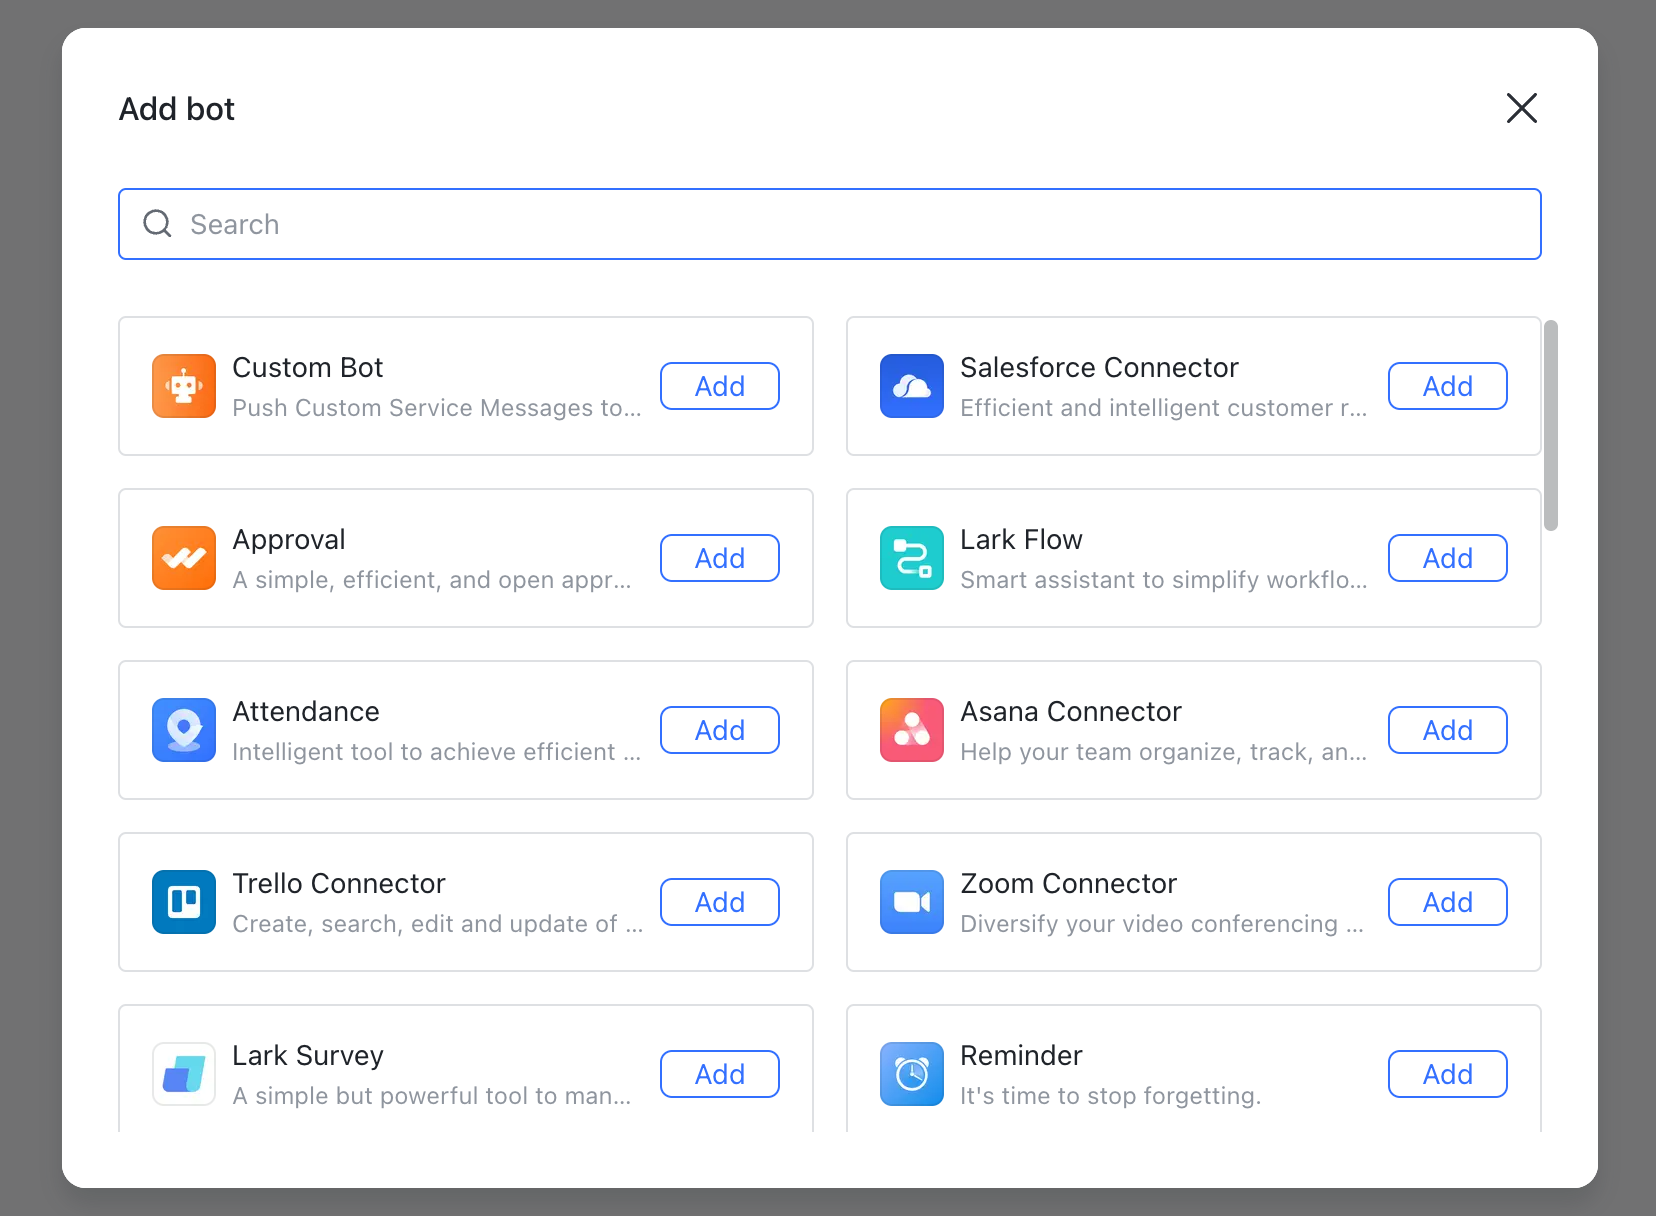 Add bot
Search
Custom Bot
Push Custom Service Messages to...
Add
Salesforce Connector
Efficient and intelligent customer r...
Add
Approval
A simple, efficient, and open appr...
Add
Lark Flow
Smart assistant to simplify workflo...
Add
Attendance
Intelligent tool to achieve efficient ...
Add
Asana Connector
Help your team organize, track, an...
Add
Trello Connector
Create, search, edit and update of ...
Add
Zoom Connector
Diversify your video conferencing ...
Add
Lark Survey
A simple but powerful tool to man...
Add
Reminder
It's time to stop forgetting.
Add